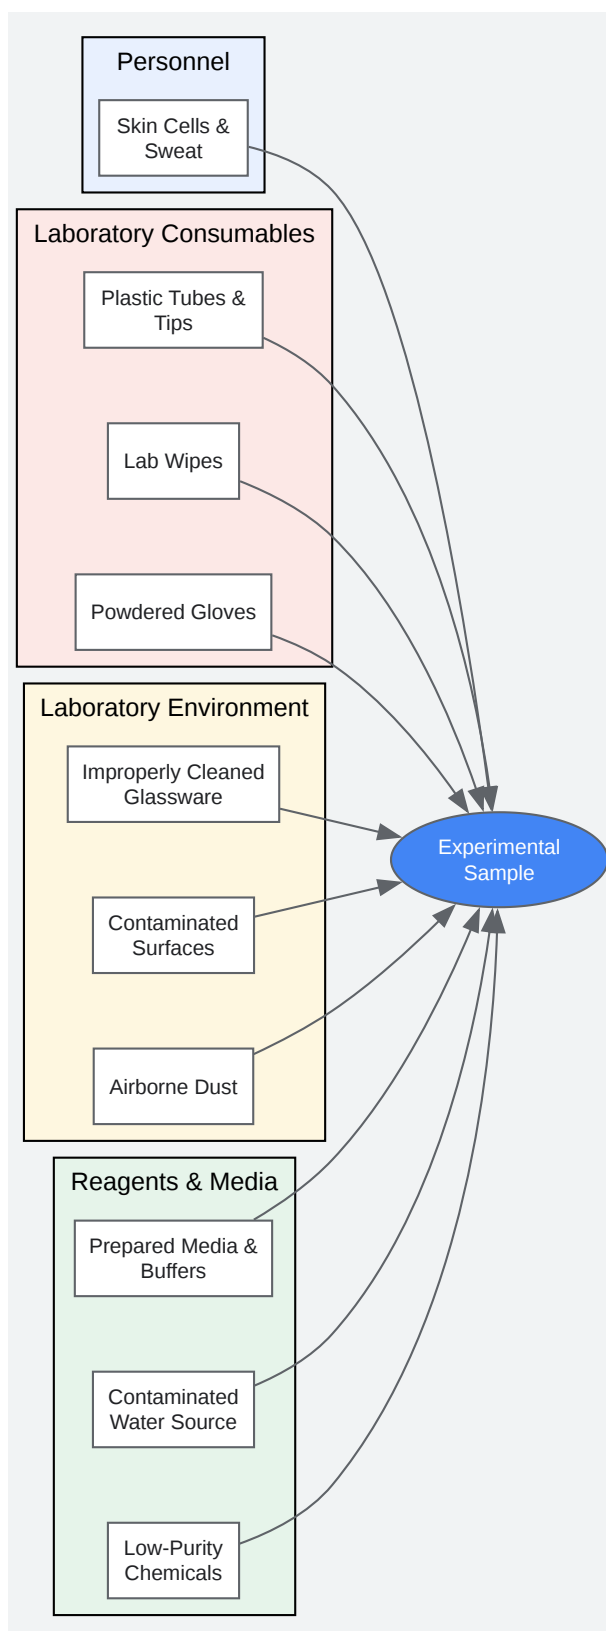 Personnel
Skin Cells &
Sweat
Laboratory Consumables
Plastic Tubes &
Tips
Lab Wipes
Powdered Gloves
Laboratory Environment
Improperly Cleaned
Glassware
Experimental
Sample
Contaminated
Surfaces
Airborne Dust
Reagents & Media
Prepared Media &
Buffers
Contaminated
Water Source
Low-Purity
Chemicals